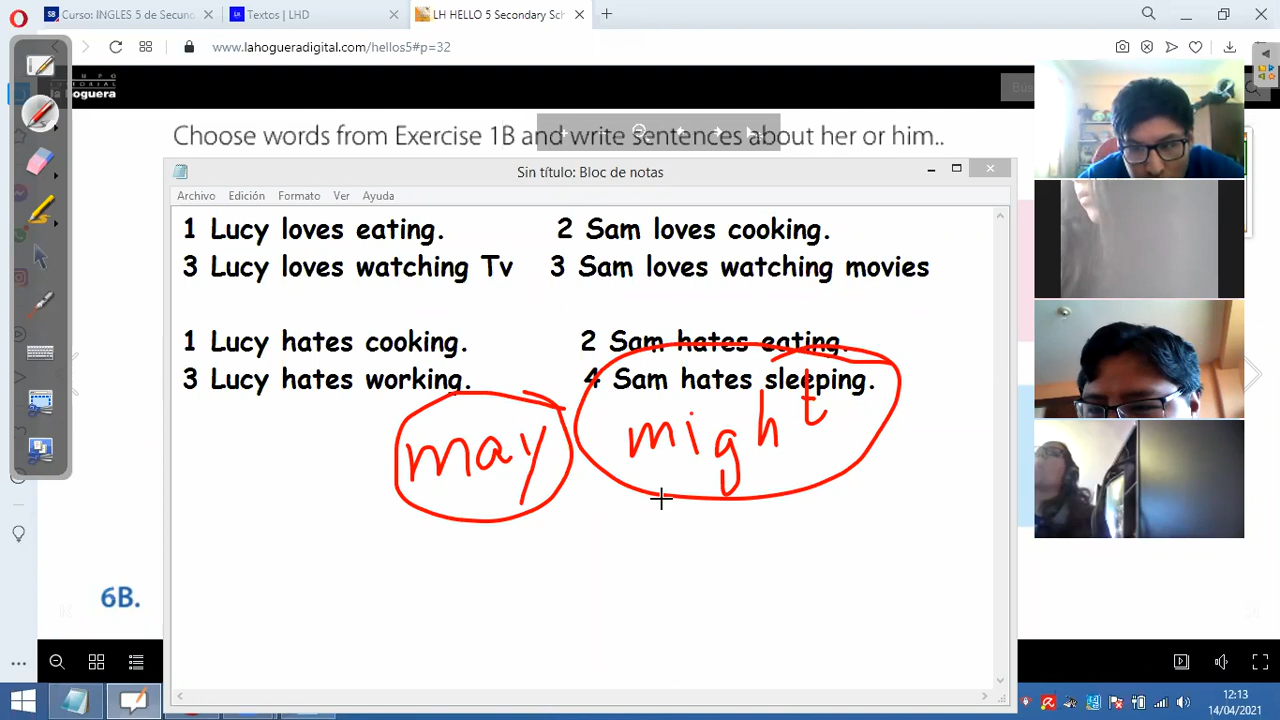 Curso: INGLES 5 de Secund
Textos | LHD
LH HELLO 5 Secondary Sch
www.lahogueradigital.com/hellos5#p=32
la hoguera
Choose words from Exercise 1B and write sentences about her or him..
Sin título: Bloc de notas
Archivo Edición Formato Ver Ayuda
1 Lucy loves eating. 2 Sam loves cooking.
3 Lucy loves watching Tv 3 Sam loves watching movies
1 Lucy hates cooking. 2 Sam hates eating.
3 Lucy hates working. 4 Sam hates sleeping.
may might
6B.
12:13
14/04/2021